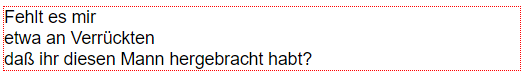 Fehlt es mir
etwa an Verrückten
daß ihr diesen Mann hergebracht habt?